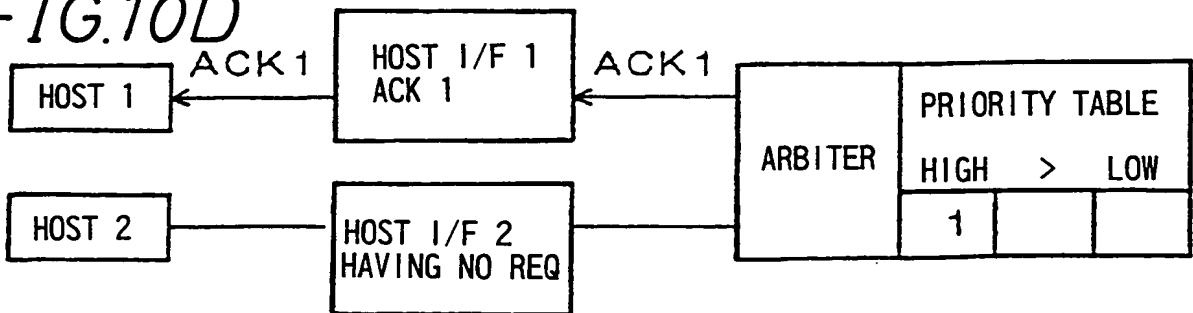 FIG.10D
ACK1
HOST 1
HOST I/F 1
ACK 1
ACK1
ARBITER
PRIORITY TABLE
HIGH > LOW
1
HOST 2
HOST I/F 2
HAVING NO REQ